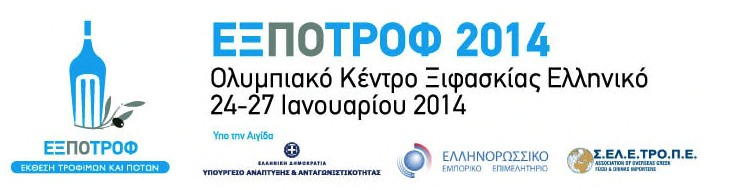 ΕΞΠΟΤΡΟΦ
ΕΚΘΕΣΗ ΤΡΟΦΙΜΩΝ ΚΑΙ ΠΟΤΩΝ
ΕΞΠΟΤΡΟΦ 2014
Ολυμπιακό Κέντρο Ξιφασκίας Ελληνικό
24-27 Ιανουαρίου 2014
Υπο την Αιγίδα
ΕΛΛΗΝΙΚΗ ΔΗΜΟΚΡΑΤΙΑ
ΥΠΟΥΡΓΕΙΟ ΑΝΑΠΤΥΞΗΣ & ΑΝΤΑΓΩΝΙΣΤΙΚΟΤΗΤΑΣ
ΕΛΛΗΝΟΡΩΣΣΙΚΟ
ΕΜΠΟΡΙΚΟ ΕΠΙΜΕΛΗΤΗΡΙΟ
Σ.ΕΛ.Ε.ΤΡΟ.Π.Ε.
ASSOCIATION OF OVERSEAS GREEK
FOOD & DRINKS IMPORTERS